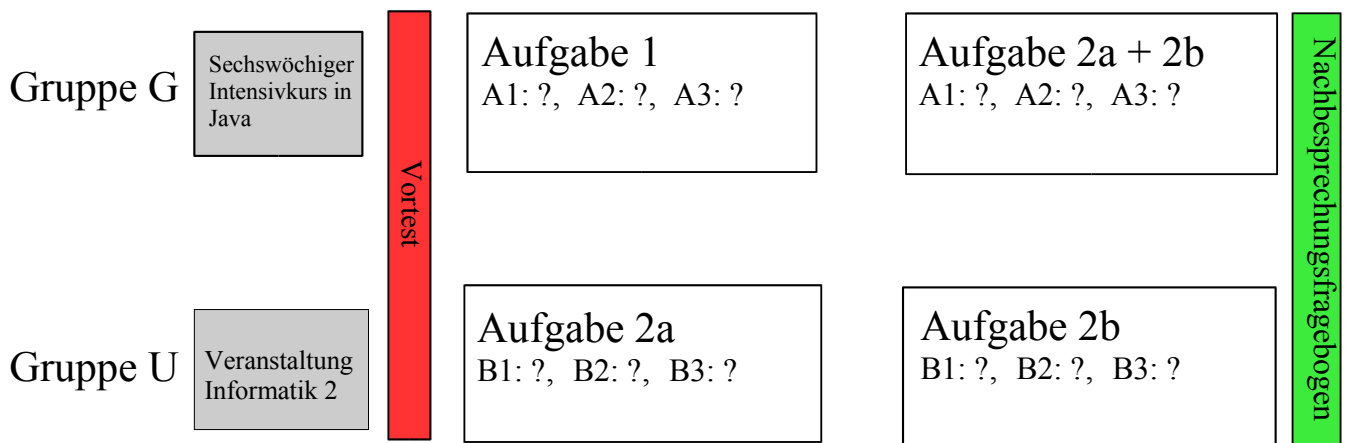 Gruppe G
Sechswöchiger
Intensivkurs in
Java
Vortest
Aufgabe 1
A1: ?, A2: ?, A3: ?
Aufgabe 2a + 2b
A1: ?, A2: ?, A3: ?
Nachbesprechungsfragebogen
Gruppe U
Veranstaltung
Informatik 2
Aufgabe 2a
B1: ?, B2: ?, B3: ?
Aufgabe 2b
B1: ?, B2: ?, B3: ?